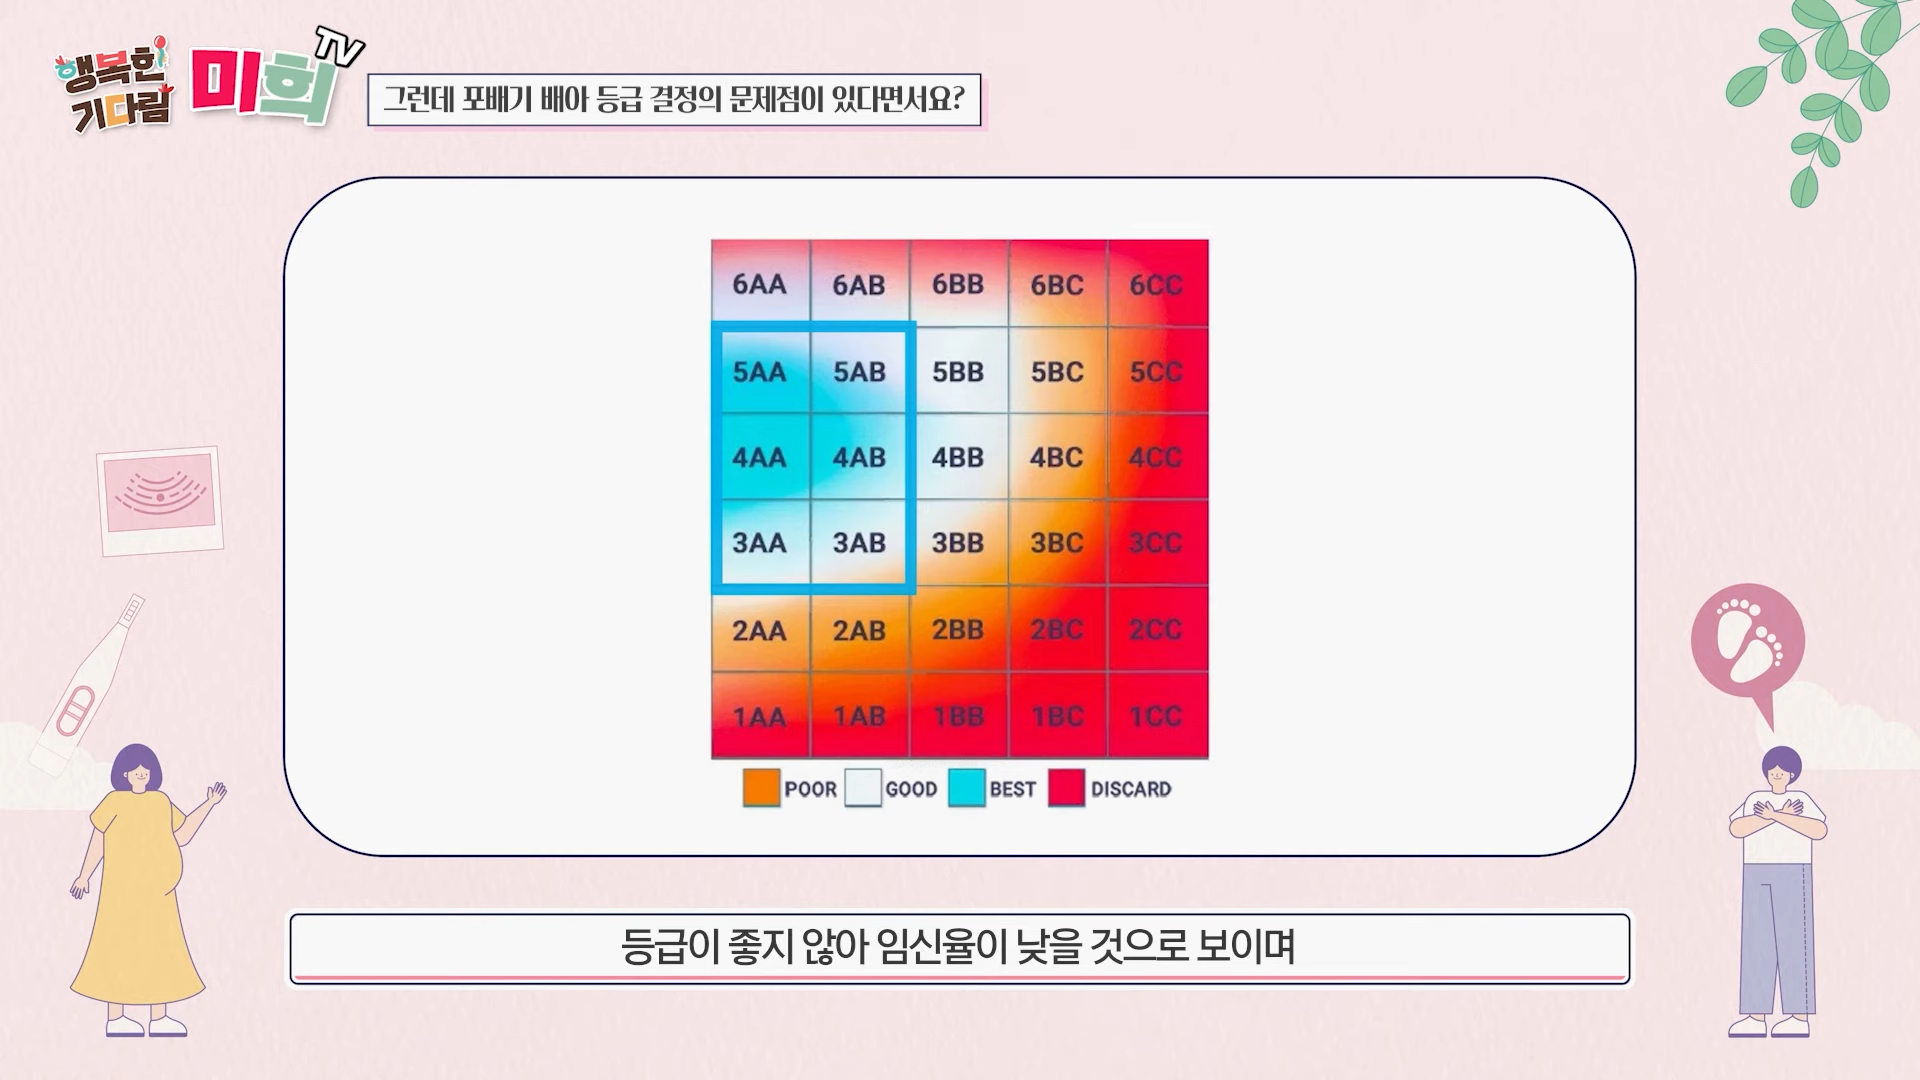 행복한
기다림
미희
TV
그런데 포배기 배아 등급 결정의 문제점이 있다면서요?
6AA 6AB 6BB 6BC 6CC
5AA 5AB 5BB 5BC 5CC
4AA 4AB 4BB 4BC 4CC
3AA 3AB 3BB 3BC 3CC
2AA 2AB 2BB 2BC 2CC
1AA 1AB 1BB 1BC 1CC
POOR GOOD BEST DISCARD
등급이 좋지 않아 임신율이 낮을 것으로 보이며